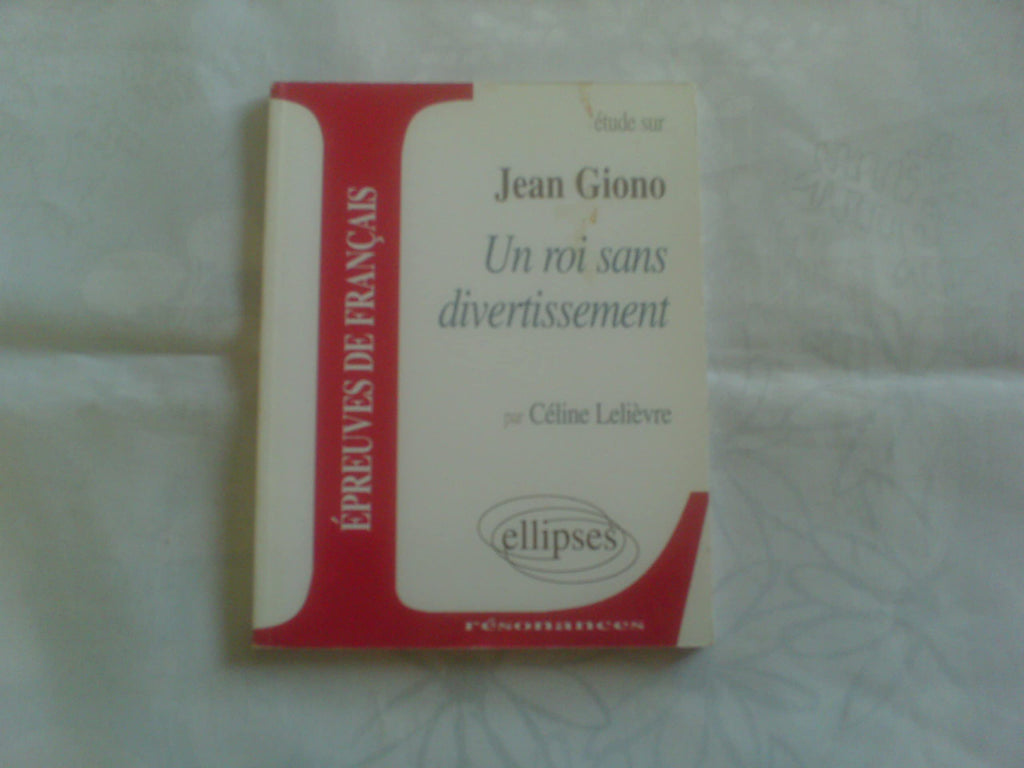 étude sur
Jean Giono
Un roi sans
divertissement
par Céline Lelièvre
ÉPREUVES DE FRANÇAIS
ellipses
résonances